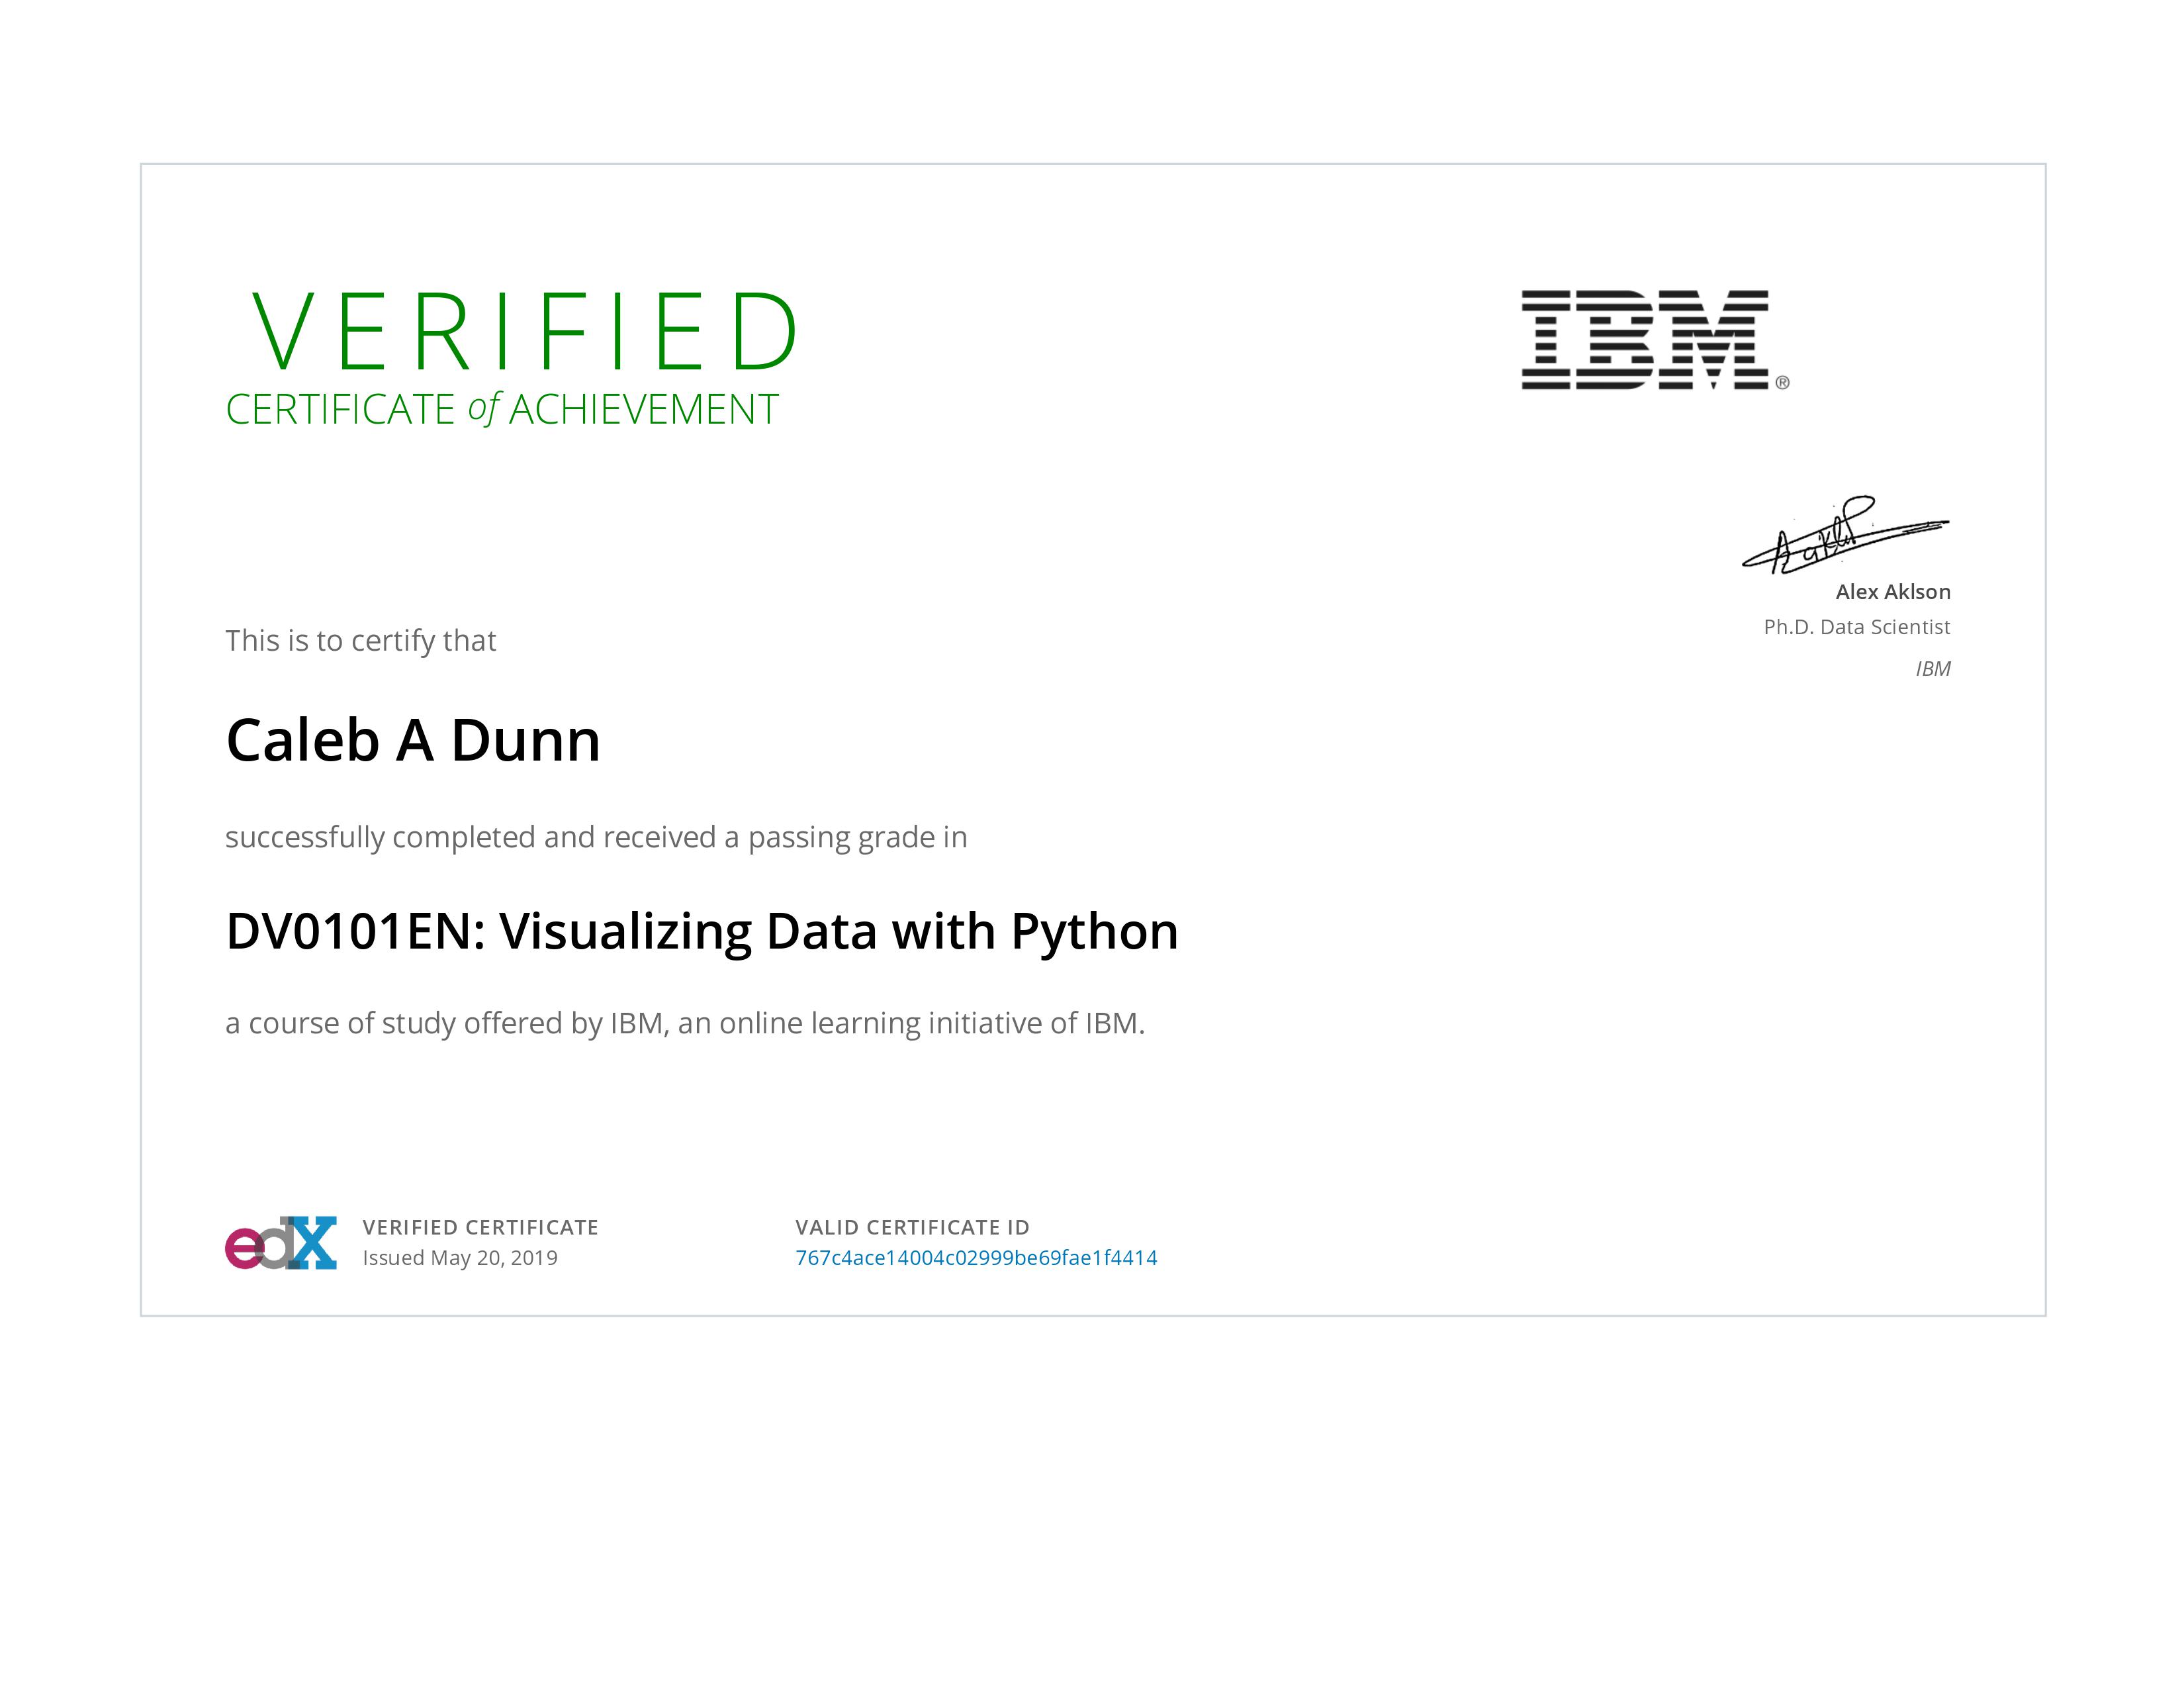 VERIFIED
CERTIFICATE of ACHIEVEMENT
IBM®
Alex Aklson
Ph.D. Data Scientist
IBM
This is to certify that
Caleb A Dunn
successfully completed and received a passing grade in
DV0101EN: Visualizing Data with Python
a course of study offered by IBM, an online learning initiative of IBM.
edX
VERIFIED CERTIFICATE
Issued May 20, 2019
VALID CERTIFICATE ID
767c4ace14004c02999be69fae1f4414